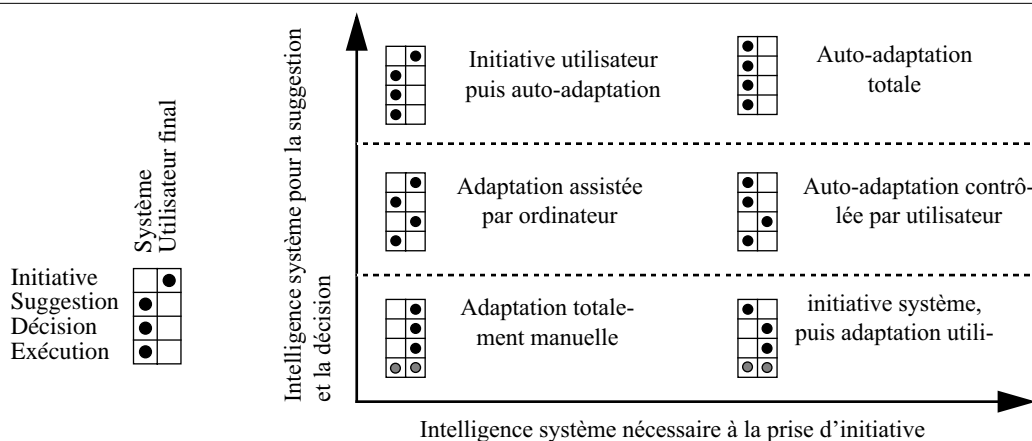 Système
Utilisateur final
Initiative
Suggestion
Décision
Exécution
Intelligence système pour la suggestion
et la décision
Initiative utilisateur
puis auto-adaptation
Auto-adaptation
totale
Adaptation assistée
par ordinateur
Auto-adaptation contrô-
lée par utilisateur
Adaptation totale-
ment manuelle
initiative système,
puis adaptation utili-
Intelligence système nécessaire à la prise d’initiative